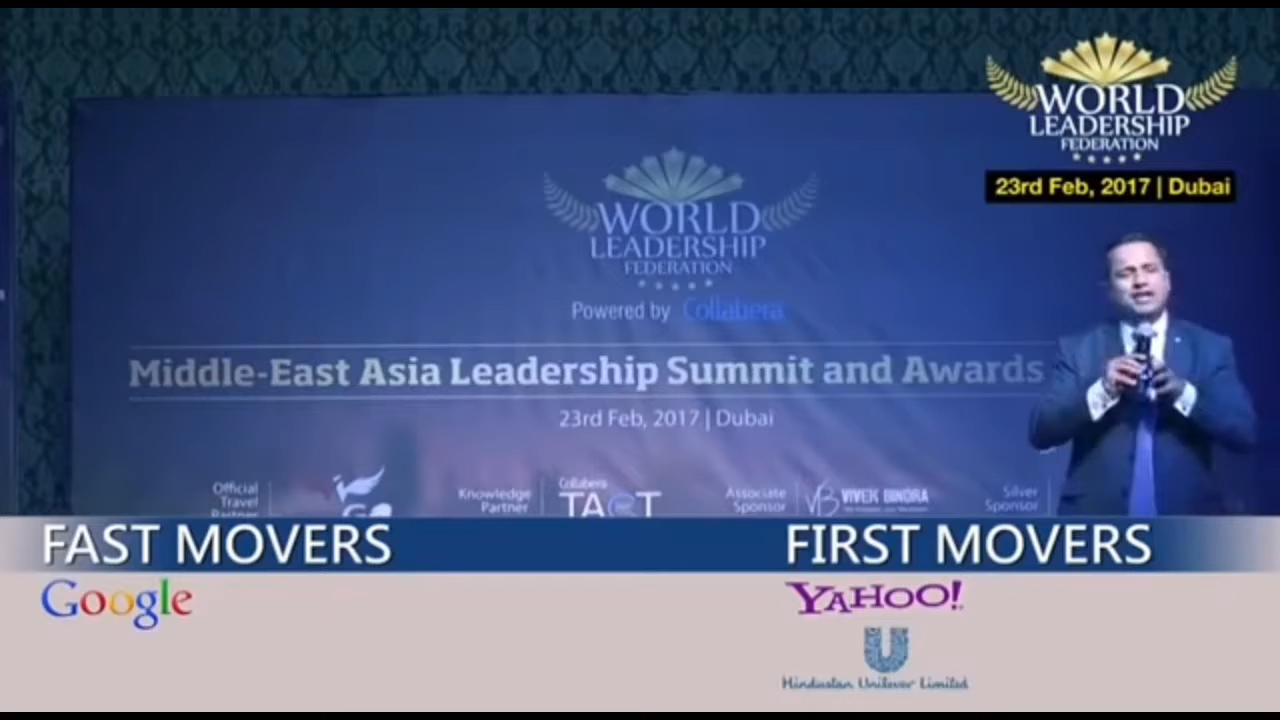 WORLD
LEADERSHIP
FEDERATION
23rd Feb, 2017 | Dubai
WORLD
LEADERSHIP
FEDERATION
Powered by Collabera
Middle-East Asia Leadership Summit and Awards
23rd Feb, 2017 | Dubai
Official
Travel
Partner
Knowledge
Partner
Collabera
TACT
Associate
Sponsor
VB VIVEK BINDRA
Silver
Sponsor
FAST MOVERS
FIRST MOVERS
Google
YAHOO!
Hindustan Unilever Limited